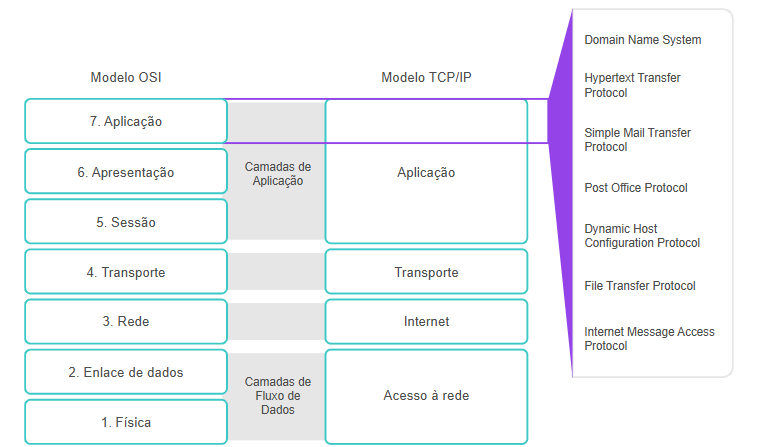 Modelo OSI
Modelo TCP/IP
7. Aplicação
6. Apresentação
5. Sessão
4. Transporte
3. Rede
2. Enlace de dados
1. Física
Camadas de
Aplicação
Camadas de
Fluxo de
Dados
Aplicação
Transporte
Internet
Acesso à rede
Domain Name System
Hypertext Transfer
Protocol
Simple Mail Transfer
Protocol
Post Office Protocol
Dynamic Host
Configuration Protocol
File Transfer Protocol
Internet Message Access
Protocol